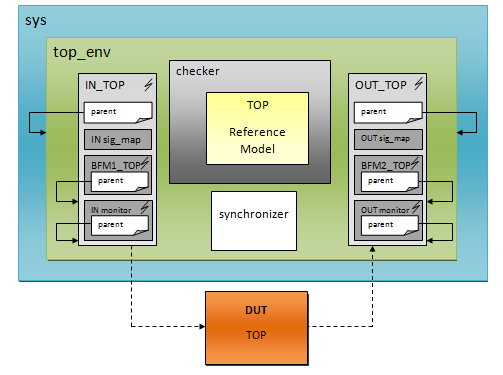 sys
top_env
IN_TOP
parent
IN sig_map
BFM1_TOP
parent
IN monitor
parent
checker
TOP
Reference
Model
synchronizer
OUT_TOP
parent
OUT sig_map
BFM2_TOP
parent
OUT monitor
parent
DUT
TOP